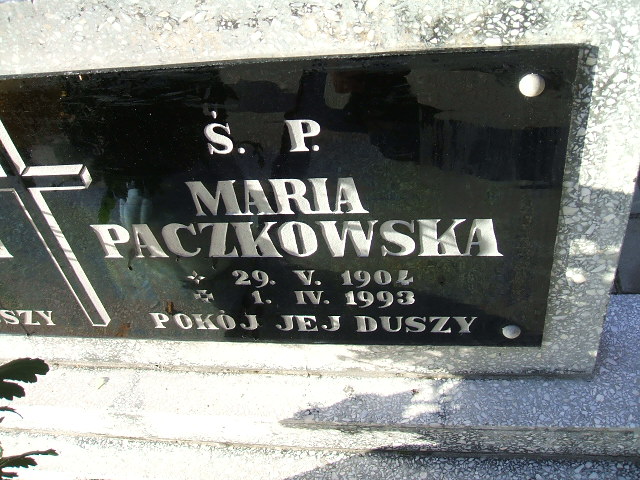 Ś. P.
MARIA
PACZKOWSKA
29. V. 1904
1. IV. 1993
POKÓJ JEJ DUSZY